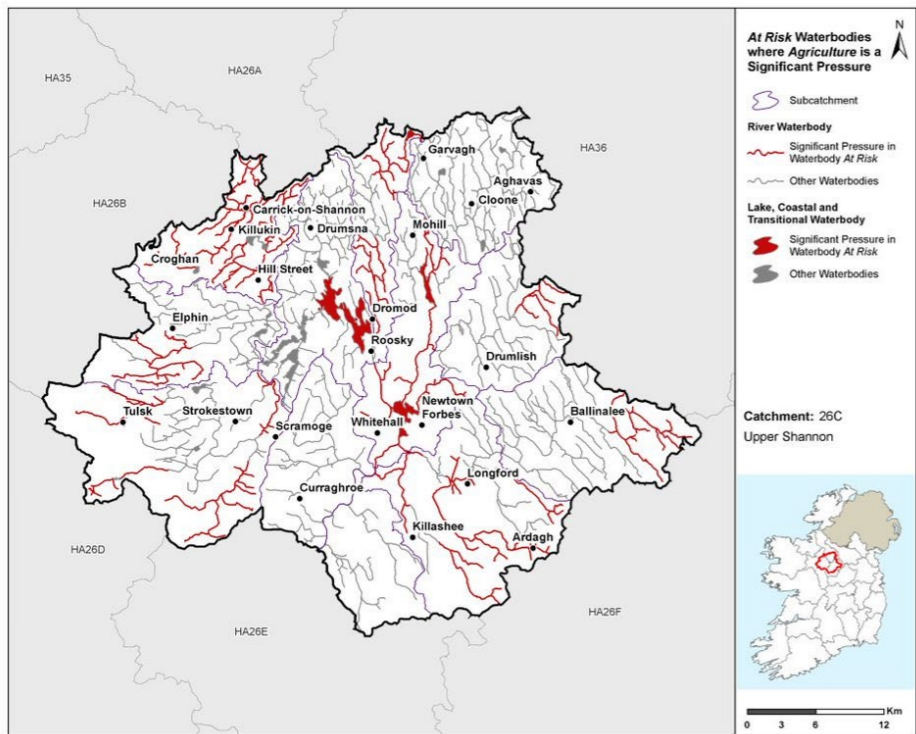 HA35
HA26A
HA36
HA26B
HA26D
HA26E
HA26F
Garvagh
Aghavas
Cloone
Carrick-on-Shannon
Killukin
Drumsna
Mohill
Croghan
Hill Street
Dromod
Elphin
Roosky
Drumlish
Tulsk
Strokestown
Scramoge
Whitehall
Newtown
Forbes
Ballinalee
Longford
Curraghroe
Killashee
Ardagh
N
At Risk Waterbodies
where Agriculture is a
Significant Pressure
Subcatchment
River Waterbody
Significant Pressure in
Waterbody At Risk
Other Waterbodies
Lake, Coastal and
Transitional Waterbody
Significant Pressure in
Waterbody At Risk
Other Waterbodies
Catchment: 26C
Upper Shannon
Km
0 3 6 12